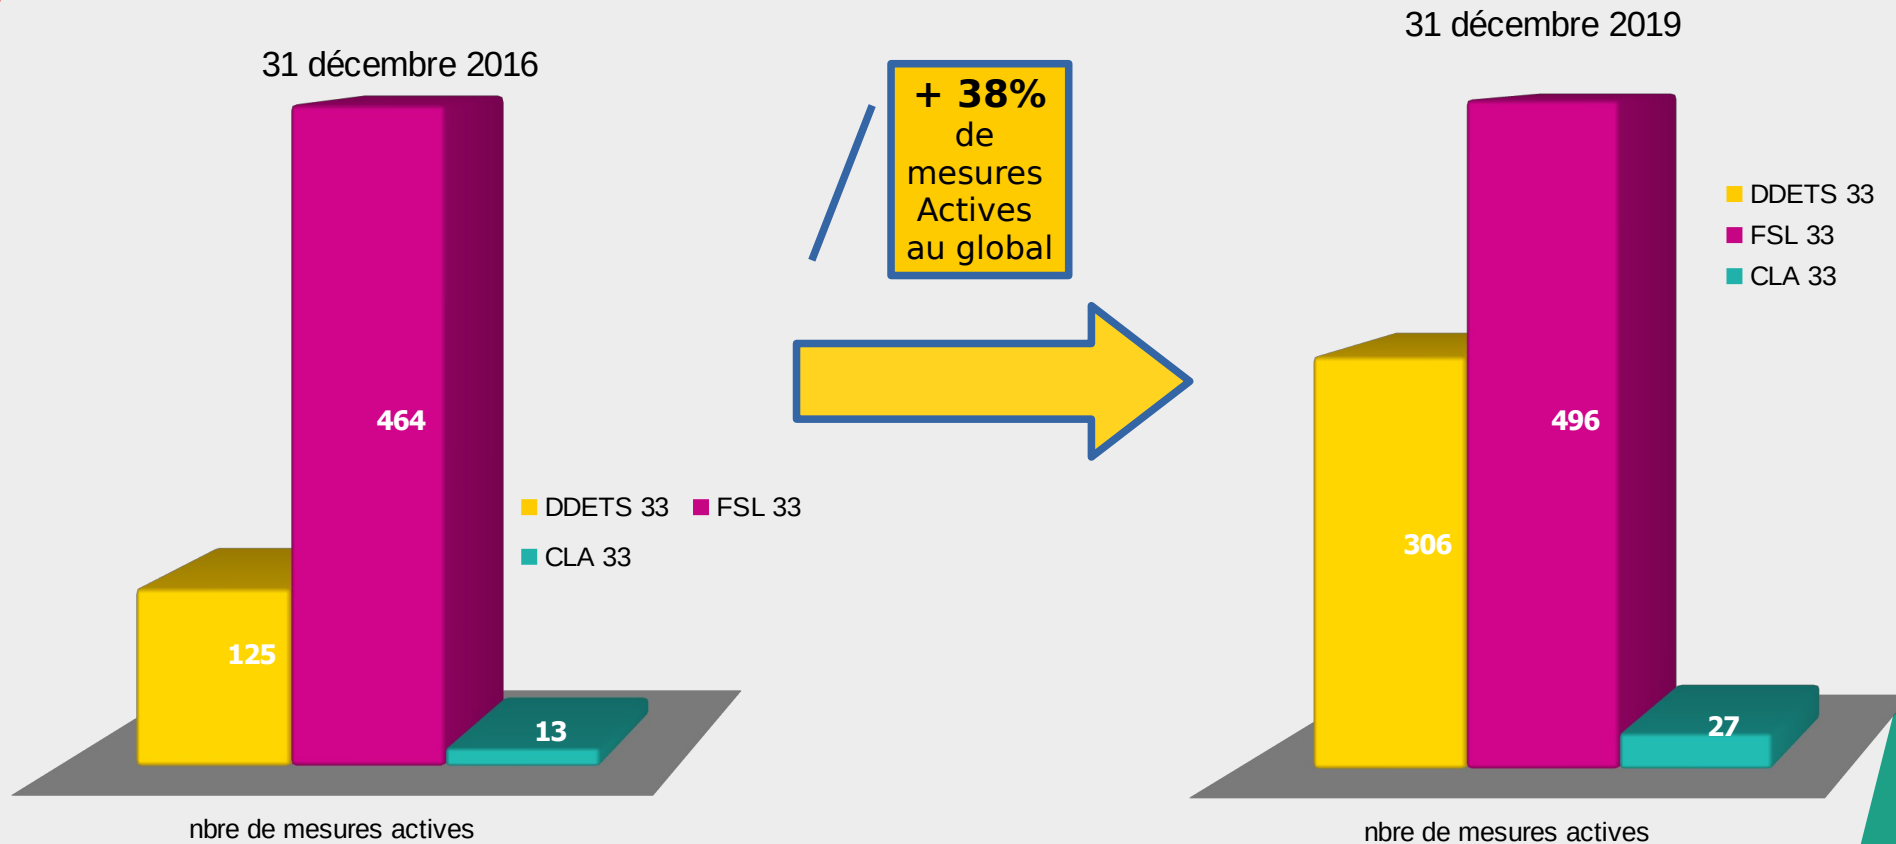 31 décembre 2016
464
125
13
DDETS 33 FSL 33
CLA 33
nbre de mesures actives
+ 38%
de
mesures
Actives
au global
31 décembre 2019
DDETS 33
FSL 33
CLA 33
496
306
27
nbre de mesures actives